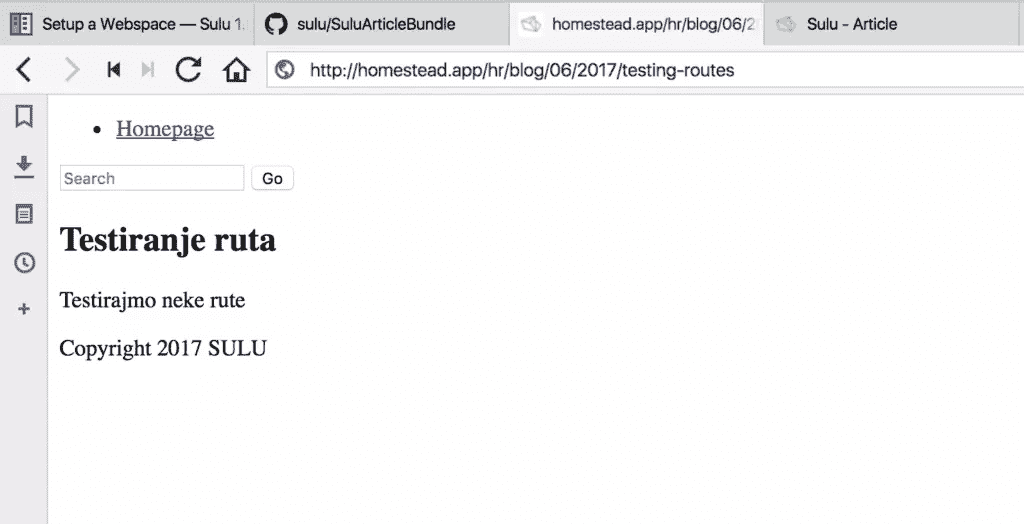 Setup a Webspace — Sulu 1.
sulu/SuluArticleBundle
homestead.app/hr/blog/06/2
Sulu - Article
http://homestead.app/hr/blog/06/2017/testing-routes
Homepage
Search
Go
Testiranje ruta
Testirajmo neke rute
Copyright 2017 SULU